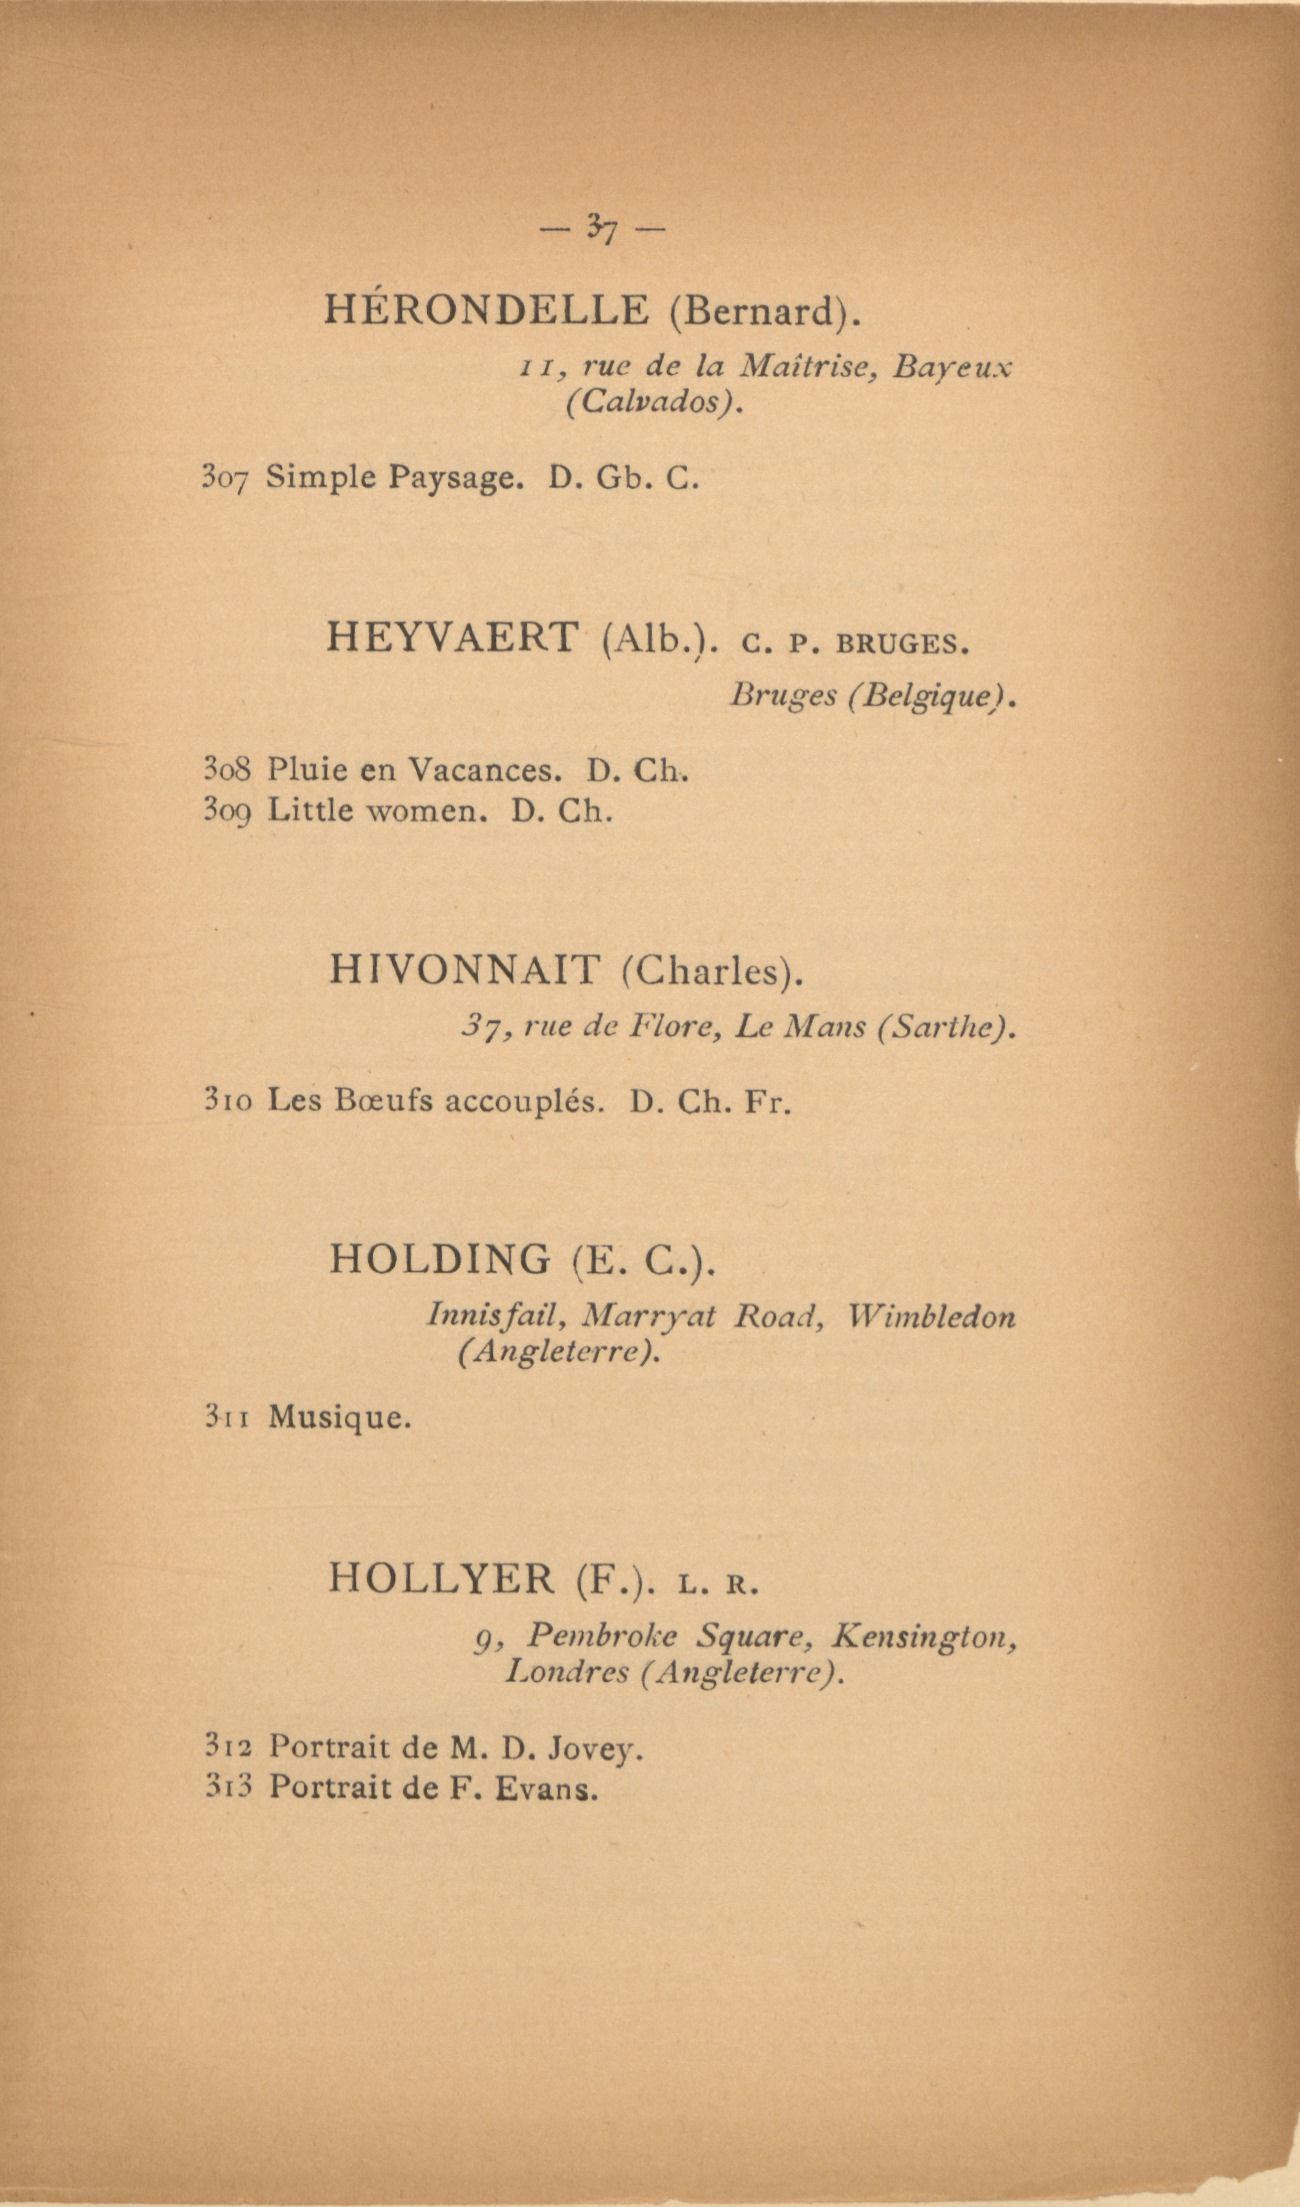 — 37 —
HÉRONDELLE (Bernard).
11, rue de la Maîtrise, Bayeux
(Calvados).
307 Simple Paysage. D. Gb. C.
HEYVAERT (Alb.). C. P. BRUGES.
Bruges (Belgique).
308 Pluie en Vacances. D. Ch.
309 Little women. D. Ch.
HIVONNAIT (Charles).
37, rue de Flore, Le Mans (Sarthe).
310 Les Bœufs accouplés. D. Ch. Fr.
HOLDING (E. C.).
Innisfail, Marryat Road, Wimbledon
(Angleterre).
311 Musique.
HOLLYER (F.). L. R.
9, Pembroke Square, Kensington,
Londres (Angleterre).
312 Portrait de M. D. Jovey.
313 Portrait de F. Evans.